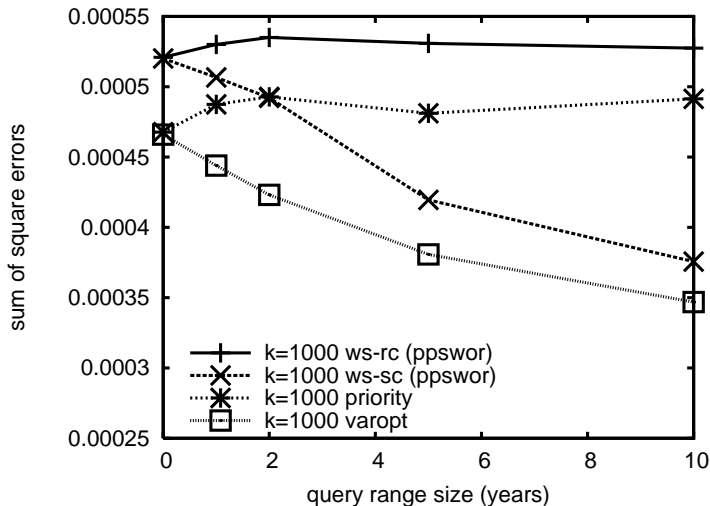 0.00055
0.0005
0.00045
0.0004
0.00035
0.0003
0.00025
sum of square errors
k=1000 ws-rc (ppswor)
k=1000 ws-sc (ppswor)
k=1000 priority
k=1000 varopt
0 2 4 6 8 10
query range size (years)